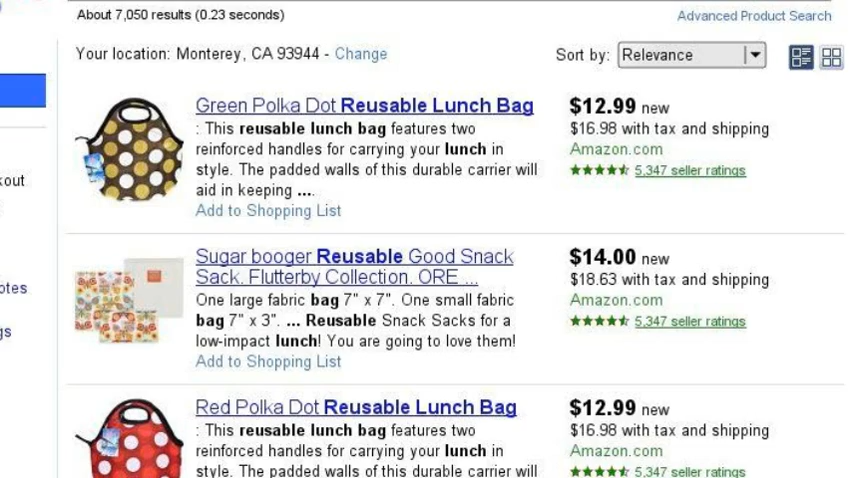 About 7,050 results (0.23 seconds)
Advanced Product Search
Your location: Monterey, CA 93944 - Change
Sort by: Relevance
Green Polka Dot Reusable Lunch Bag
: This reusable lunch bag features two
reinforced handles for carrying your lunch in
style. The padded walls of this durable carrier will
aid in keeping ....
Add to Shopping List
$12.99 new
$16.98 with tax and shipping
Amazon.com
5,347 seller ratings
Sugar booger Reusable Good Snack
Sack. Flutterby Collection. ORE ...
One large fabric bag 7" x 7". One small fabric
bag 7" x 3". ... Reusable Snack Sacks for a
low-impact lunch! You are going to love them!
Add to Shopping List
$14.00 new
$18.63 with tax and shipping
Amazon.com
5,347 seller ratings
Red Polka Dot Reusable Lunch Bag
: This reusable lunch bag features two
reinforced handles for carrying your lunch in
style. The padded walls of this durable carrier will
$12.99 new
$16.98 with tax and shipping
Amazon.com
5,347 seller ratings